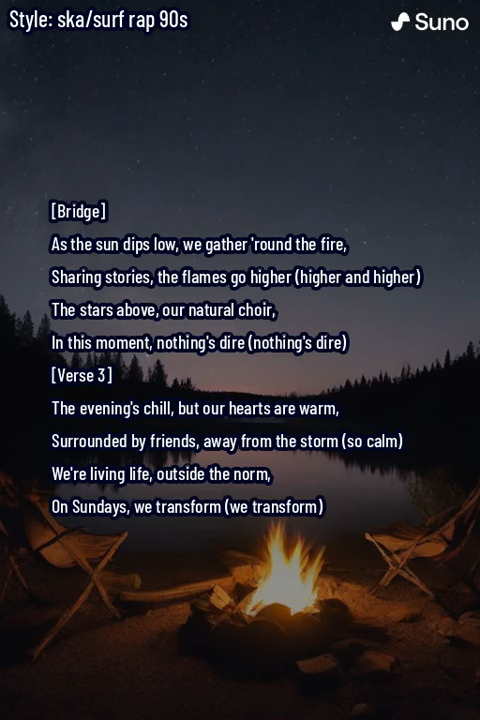 Style: ska/surf rap 90s
Suno
[Bridge]
As the sun dips low, we gather 'round the fire,
Sharing stories, the flames go higher (higher and higher)
The stars above, our natural choir,
In this moment, nothing's dire (nothing's dire)
[Verse 3]
The evening's chill, but our hearts are warm,
Surrounded by friends, away from the storm (so calm)
We're living life, outside the norm,
On Sundays, we transform (we transform)